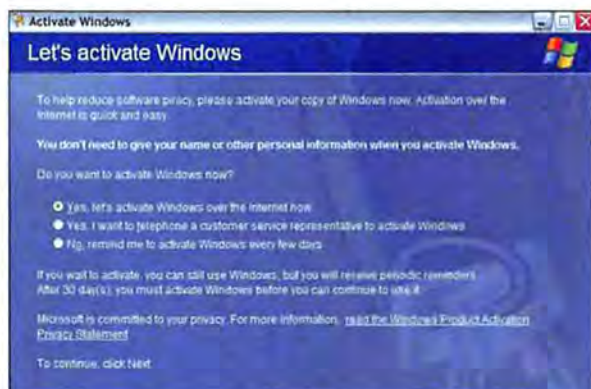 Activate Windows
Let's activate Windows
To help reduce software piracy, please activate your copy of Windows now. Activation over the
Internet is quick and easy.
You don't need to give your name or other personal information when you activate Windows.
Do you want to activate Windows now?
Yes, let's activate Windows over the Internet now
Yes, I want to telephone a customer service representative to activate Windows
No, remind me to activate Windows every few days
If you wait to activate, you can still use Windows, but you will receive periodic reminders.
After 30 day(s), you must activate Windows before you can continue to use it.
Microsoft is committed to your privacy. For more information, read the Windows Product Activation
Privacy Statement
To continue, click Next